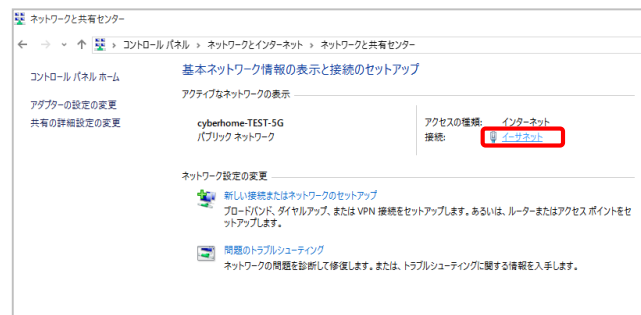 ネットワークと共有センター
コントロール パネル › ネットワークとインターネット › ネットワークと共有センター
コントロール パネル ホーム
アダプターの設定の変更
共有の詳細設定の変更
基本ネットワーク情報の表示と接続のセットアップ
アクティブなネットワークの表示
cyberhome-TEST-5G
パブリック ネットワーク
アクセスの種類: インターネット
接続: イーサネット
ネットワーク設定の変更
新しい接続またはネットワークのセットアップ
ブロードバンド、ダイヤルアップ、または VPN 接続をセットアップします。あるいは、ルーターまたはアクセス ポイントをセ
ットアップします。
問題のトラブルシューティング
ネットワークの問題を診断して修復します。または、トラブルシューティングに関する情報を入手します。